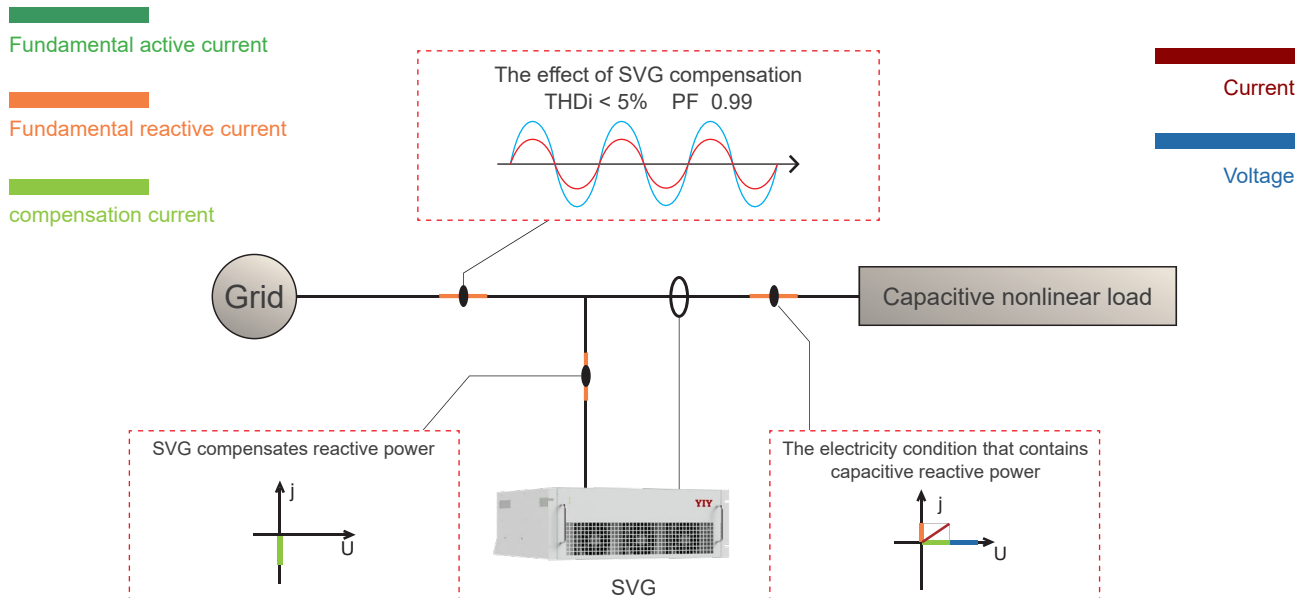 Fundamental active current
Fundamental reactive current
compensation current
The effect of SVG compensation
THDi < 5% PF 0.99
Current
Voltage
Grid
Capacitive nonlinear load
SVG compensates reactive power
j
U
YIY
SVG
The electricity condition that contains
capacitive reactive power
j
U